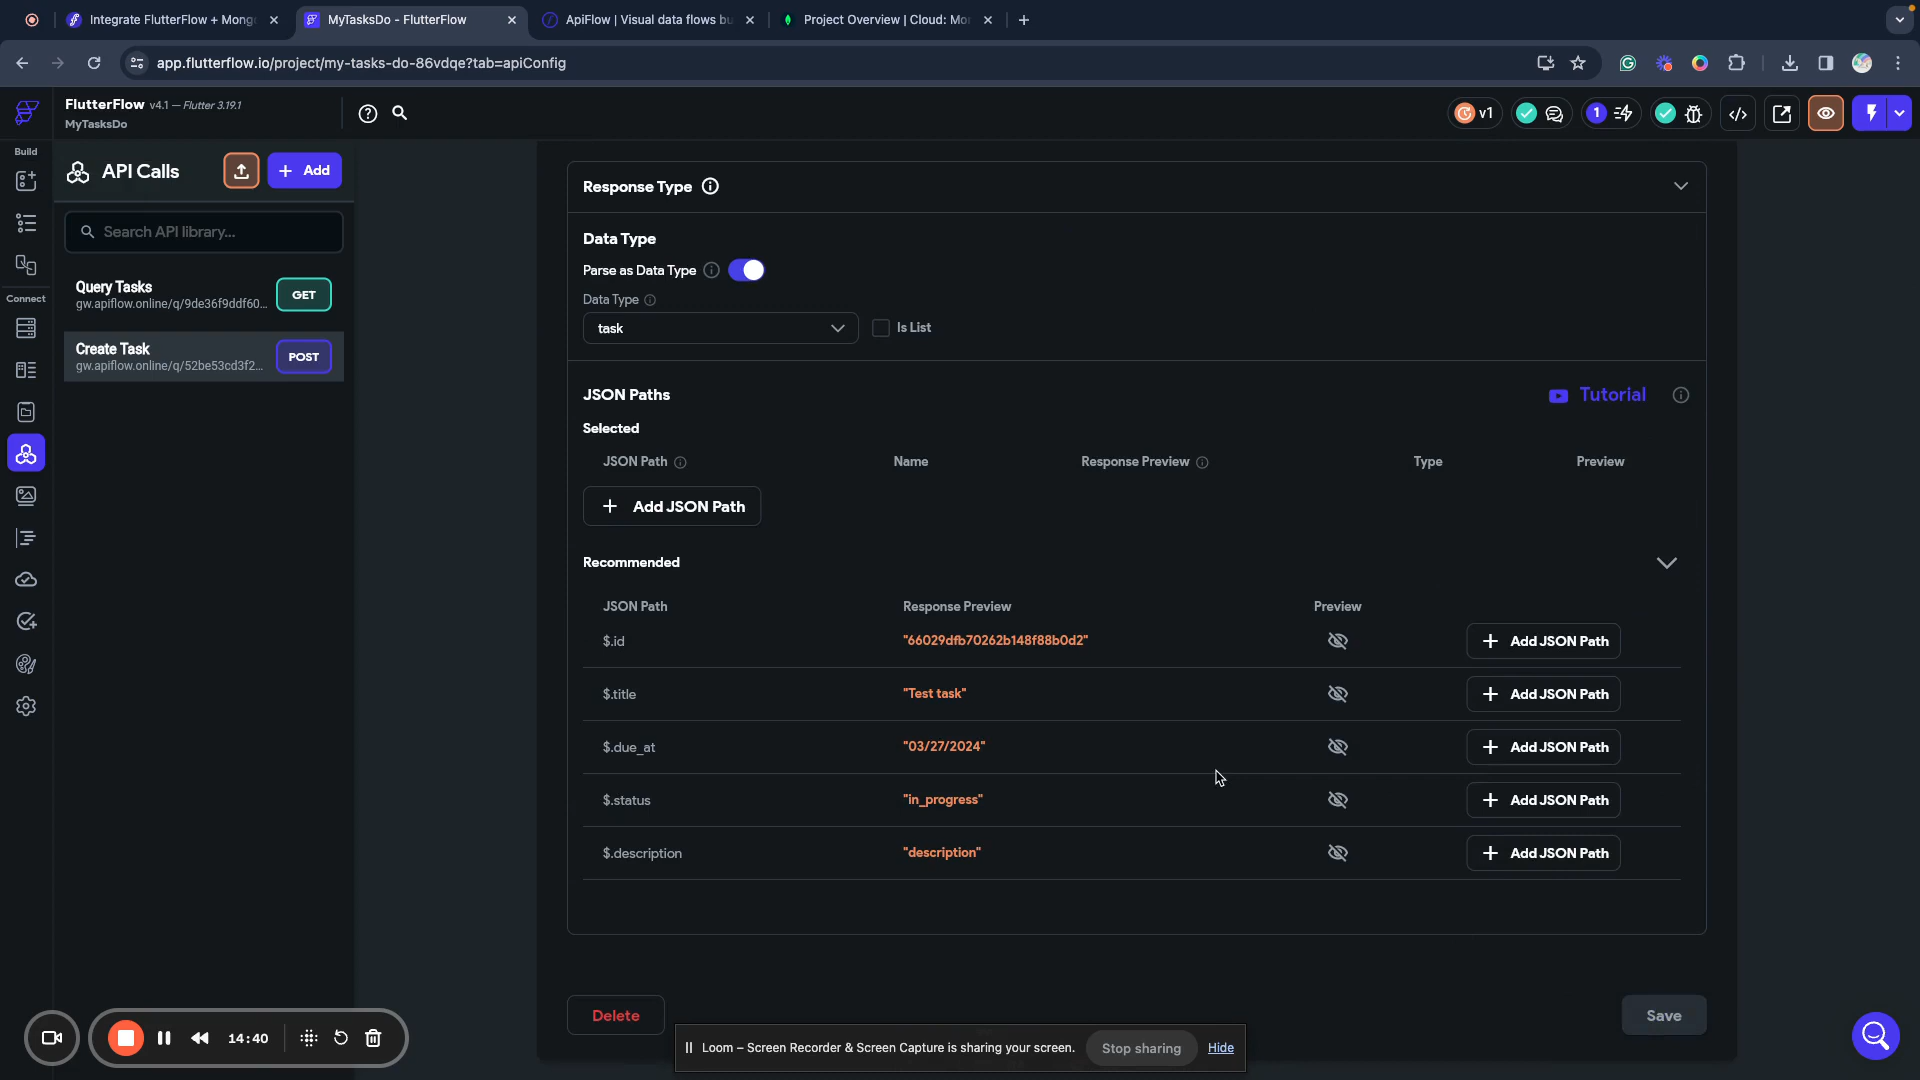 Integrate FlutterFlow + Mong
MyTasksDo - FlutterFlow
ApiFlow | Visual data flows bu
Project Overview | Cloud: Mo
app.flutterflow.io/project/my-tasks-do-86vdqe?tab=apiConfig
FlutterFlow v4.1 — Flutter 3.19.1
MyTasksDo
v1
1
Build
API Calls
Add
Search API library...
Query Tasks
gw.apiflow.online/q/9de36f9ddf60...
GET
Connect
Create Task
gw.apiflow.online/q/52be53cd3f2...
POST
Response Type
Data Type
Parse as Data Type
Data Type
task
Is List
JSON Paths
Tutorial
Selected
JSON Path
Name
Response Preview
Type
Preview
+ Add JSON Path
Recommended
JSON Path
Response Preview
Preview
$.id
"66029dfb70262b148f88b0d2"
+ Add JSON Path
$.title
"Test task"
+ Add JSON Path
$.due_at
"03/27/2024"
+ Add JSON Path
$.status
"in_progress"
+ Add JSON Path
$.description
"description"
+ Add JSON Path
Delete
Save
14:40
Loom – Screen Recorder & Screen Capture is sharing your screen.
Stop sharing
Hide